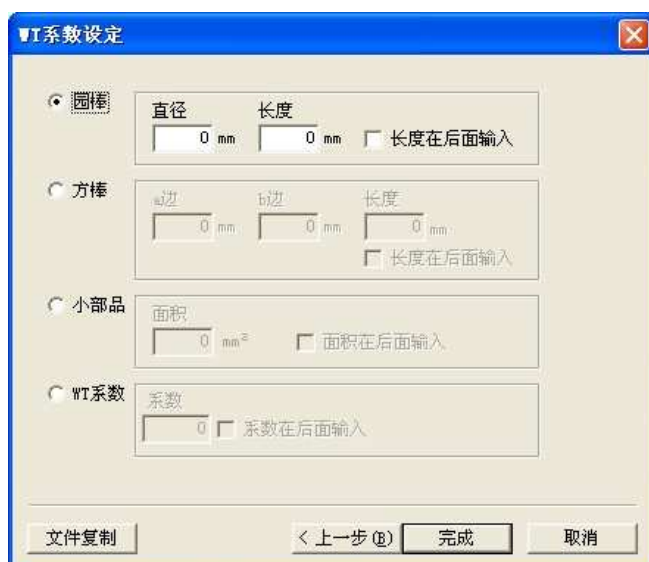 WT系数设定
园棒
直径 长度
0 mm 0 mm 长度在后面输入
方棒
a边 b边 长度
0 mm 0 mm 0 mm
长度在后面输入
小部品
面积
0 mm² 面积在后面输入
WT系数
系数
0 系数在后面输入
文件复制 < 上一步(B) 完成 取消